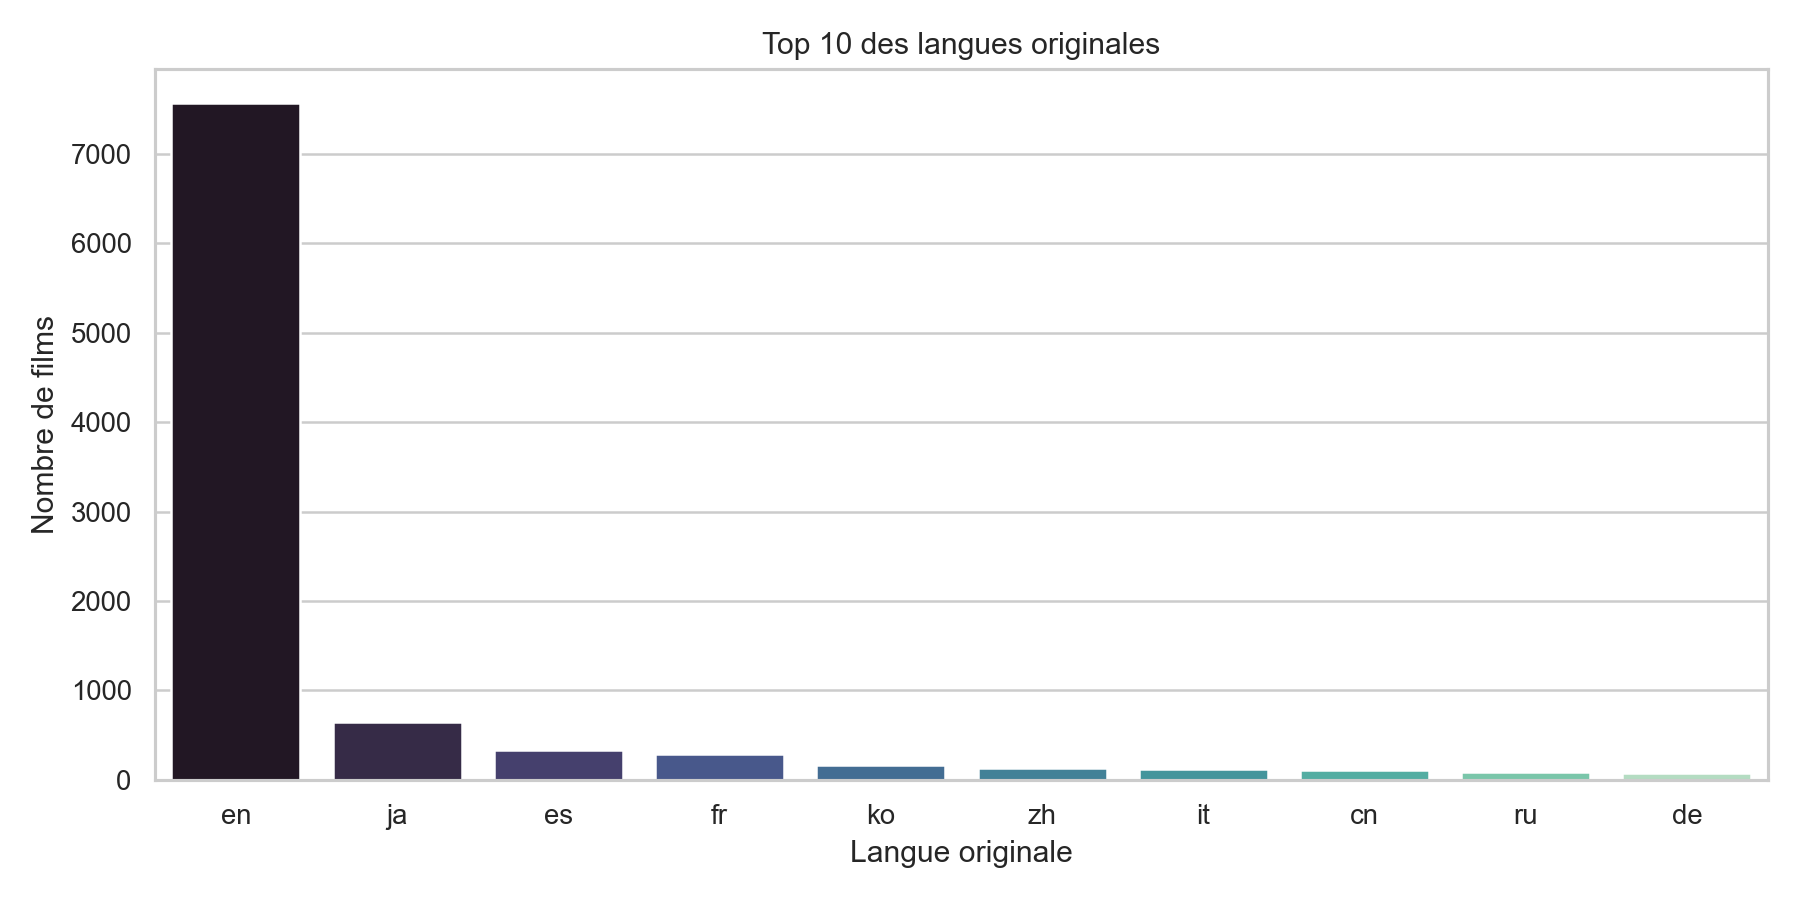 Top 10 des langues originales
Nombre de films
7000
6000
5000
4000
3000
2000
1000
0
en ja es fr ko zh it cn ru de
Langue originale